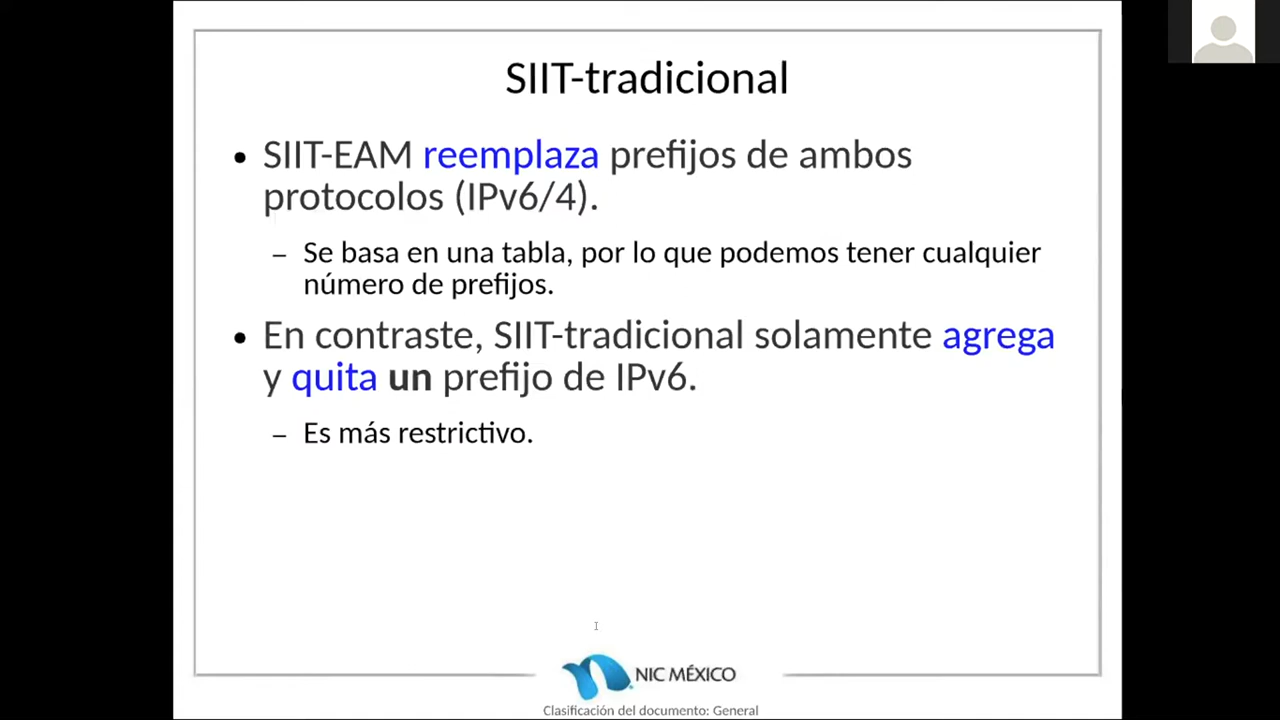 SIIT-tradicional
• SIIT-EAM reemplaza prefijos de ambos
protocolos (IPv6/4).
– Se basa en una tabla, por lo que podemos tener cualquier
número de prefijos.
• En contraste, SIIT-tradicional solamente agrega
y quita un prefijo de IPv6.
– Es más restrictivo.
NIC MÉXICO
Clasificación del documento: General